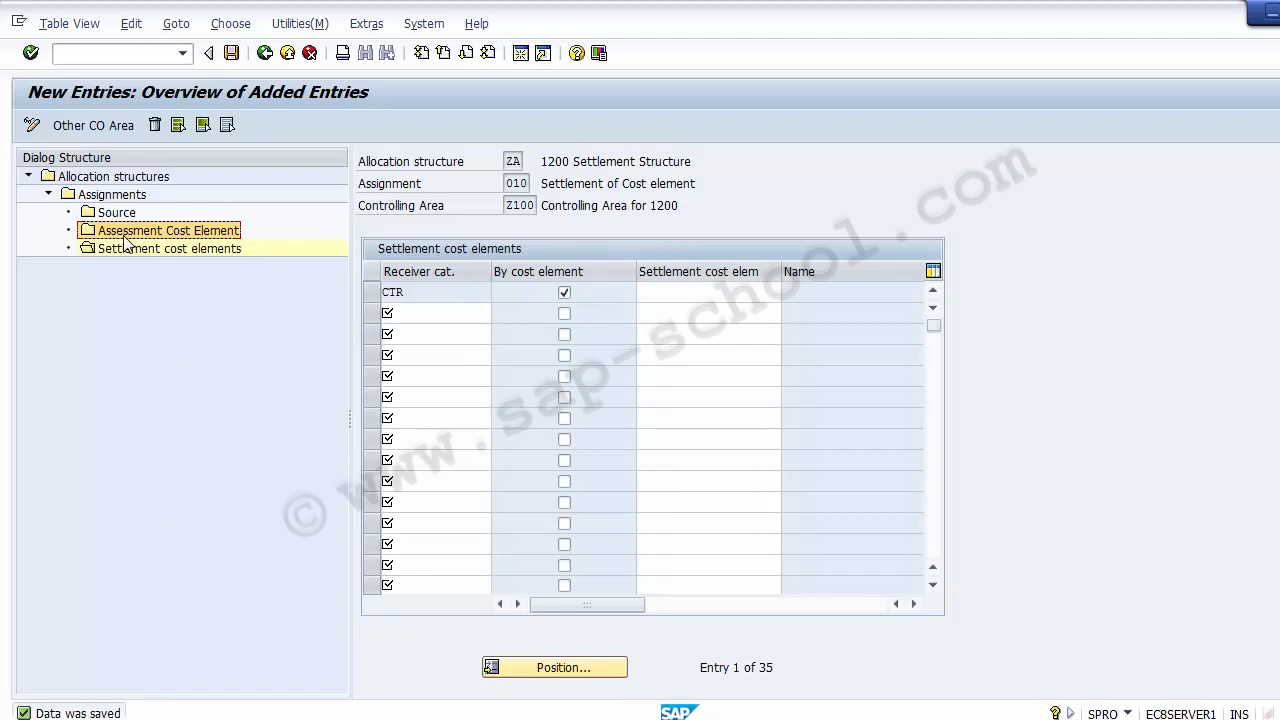 Table View Edit Goto Choose Utilities(M) Extras System Help
New Entries: Overview of Added Entries
Other CO Area
Dialog Structure
Allocation structures
Assignments
Source
Assessment Cost Element
Settlement cost elements
Allocation structure ZA 1200 Settlement Structure
Assignment 010 Settlement of Cost element
Controlling Area Z100 Controlling Area for 1200
Settlement cost elements
Receiver cat. By cost element Settlement cost elem Name
CTR
Position... Entry 1 of 35
© www.sap-school.com
Data was saved SAP SPRO EC8SERVER1 INS